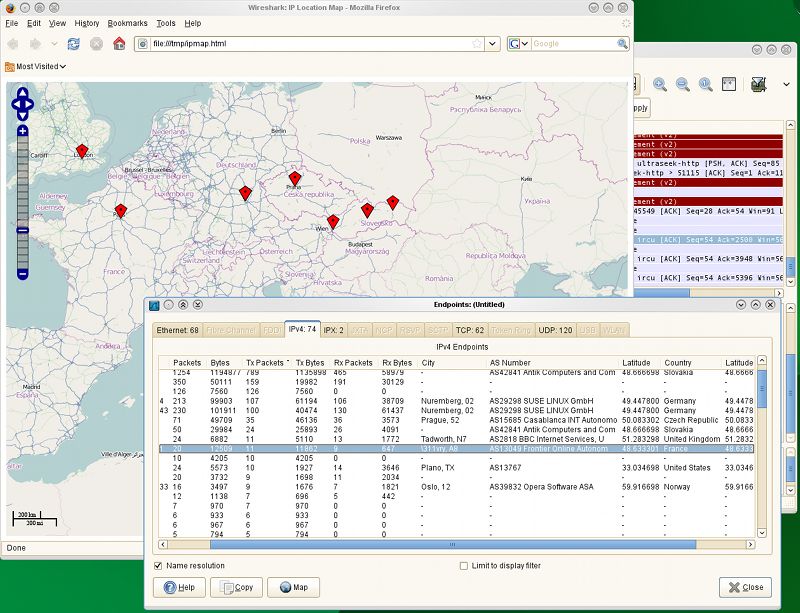 Wireshark: IP Location Map - Mozilla Firefox
File Edit View History Bookmarks Tools Help
file:///tmp/ipmap.html
Google
Most Visited
Минск
Рэспубліка Беларусь
Berlin
Polska
Warszawa
Nederland
Cardiff
London
Deutschland
Київ
Україна
Praha
Česká republika
Alderney
Guernsey
Jersey
Luxembourg
Wien
Slovensko
Budapest
Magyarország
Österreich
Liechtenstein
France
Slovenija
Hrvatska
Republica Moldova
România
Madrid
España
200 km
200 mi
Done
pply
ement (v2)
ement (v2)
ement (v2)
ultraseek-http [PSH, ACK] Seq=85
ek-http > 51115 [ACK] Seq=1 Ack=11
ement (v2)
ement (v2)
45549 [ACK] Seq=28 Ack=54 Win=91 L
ircu [ACK] Seq=54 Ack=2500 Win=56
ircu [ACK] Seq=54 Ack=3948 Win=56
ircu [ACK] Seq=54 Ack=5396 Win=56
Endpoints: (Untitled)
Ethernet: 68 Fibre Channel FDDI IPv4: 74 IPX: 2 JXTA NCP RSVP SCTP TCP: 62 Token Ring UDP: 120 USB WLAN
IPv4 Endpoints
Packets Bytes Tx Packets Tx Bytes Rx Packets Rx Bytes City AS Number Latitude Country Latitude
1254 1194877 789 1135898 465 58979 - AS42841 Antik Computers and Com 48.666698 Slovakia 48.6666
350 50111 159 19982 191 30129 - - - - -
126 7560 126 7560 0 0 - - - - -
4 213 99903 107 61194 106 38709 Nuremberg, 02 AS29298 SUSE LINUX GmbH 49.447800 Germany 49.4478
43 230 101911 100 40474 130 61437 Nuremberg, 02 AS29298 SUSE LINUX GmbH 49.447800 Germany 49.4478
71 49709 35 46136 36 3573 Prague, 52 AS15685 Casablanca INT Autonomo 50.083302 Czech Republic 50.0833
50 29984 24 25893 26 4091 - AS42841 Antik Computers and Com 48.666698 Slovakia 48.6666
24 6882 11 5110 13 1772 Tadworth, N7 AS2818 BBC Internet Services, U 51.283298 United Kingdom 51.2832
1 20 12509 11 11862 9 647 AS13049 Frontier Online Autonom 48.633301 France 48.6333
10 4205 10 4205 0 0 - - - - -
24 5573 10 1927 14 3646 Plano, TX AS13767 33.034698 United States 33.0346
20 3732 9 1698 11 2034 - - - - -
33 16 3497 9 1676 7 1821 Oslo, 12 AS39832 Opera Software ASA 59.916698 Norway 59.9166
12 1138 7 696 5 442 - - - - -
7 970 7 970 0 0 - - - - -
6 933 6 933 0 0 - - - - -
6 967 6 967 0 0 - - - - -
5 794 5 794 0 0 - - - - -
Name resolution
Limit to display filter
Help
Copy
Map
Close